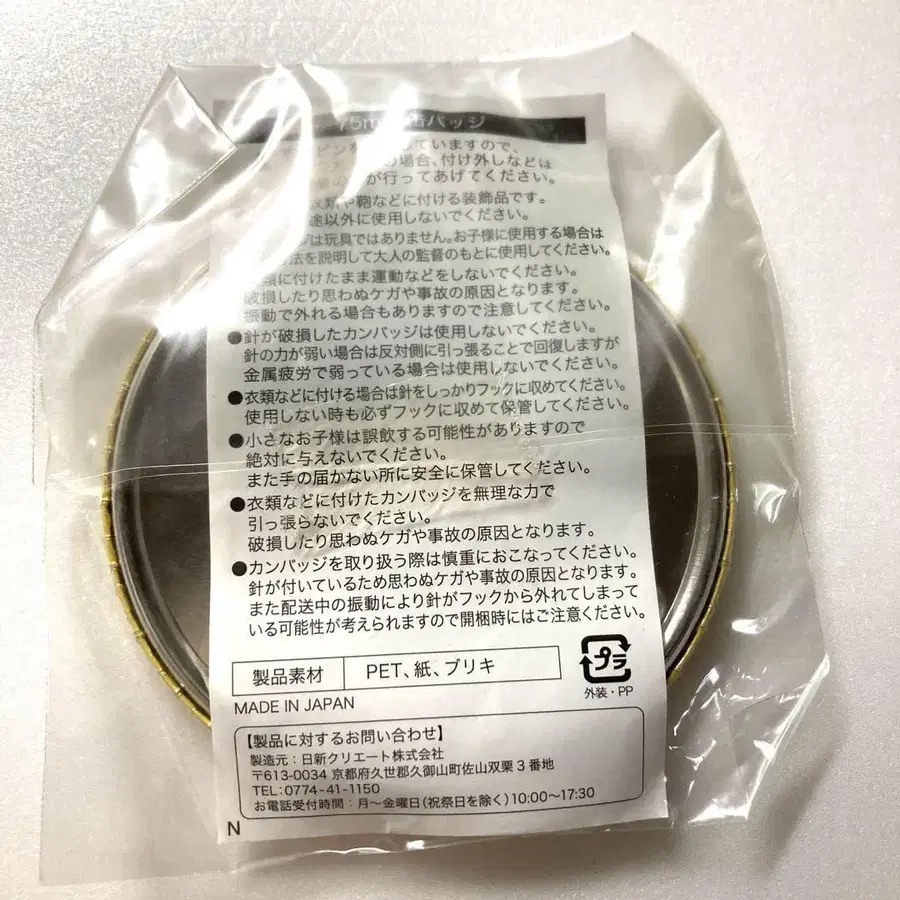 75mm缶バッジ
ピンを していますので、
の場合、付け外しなどは
が行ってあげてください。
衣類や鞄などに付ける装飾品です。
途以外に使用しないでください。
は玩具ではありません。お子様に使用する場合は
方法を説明して大人の監督のもとに使用してください。
類に付けたまま運動などをしないでください。
破損したり思わぬケガや事故の原因となります。
振動で外れる場合もありますので注意してください。
●針が破損したカンバッジは使用しないでください。
針の力が弱い場合は反対側に引っ張ることで回復しますが
金属疲労で弱っている場合は使用しないでください。
●衣類などに付ける場合は針をしっかりフックに収めてください。
使用しない時も必ずフックに収めて保管してください。
●小さなお子様は誤飲する可能性がありますので
絶対に与えないでください。
また手の届かない所に安全に保管してください。
●衣類などに付けたカンバッジを無理な力で
引っ張らないでください。
破損したり思わぬケガや事故の原因となります。
●カンバッジを取り扱う際は慎重におこなってください。
針が付いているため思わぬケガや事故の原因となります。
また配送中の振動により針がフックから外れてしまって
いる可能性が考えられますので開梱時にはご注意ください。
製品素材 PET、紙、ブリキ
プラ
外装・PP
MADE IN JAPAN
【製品に対するお問い合わせ】
製造元：日新クリエート株式会社
〒613-0034 京都府久世郡久御山町佐山双栗3番地
TEL:0774-41-1150
お電話受付時間：月～金曜日(祝祭日を除く)10:00～17:30
N